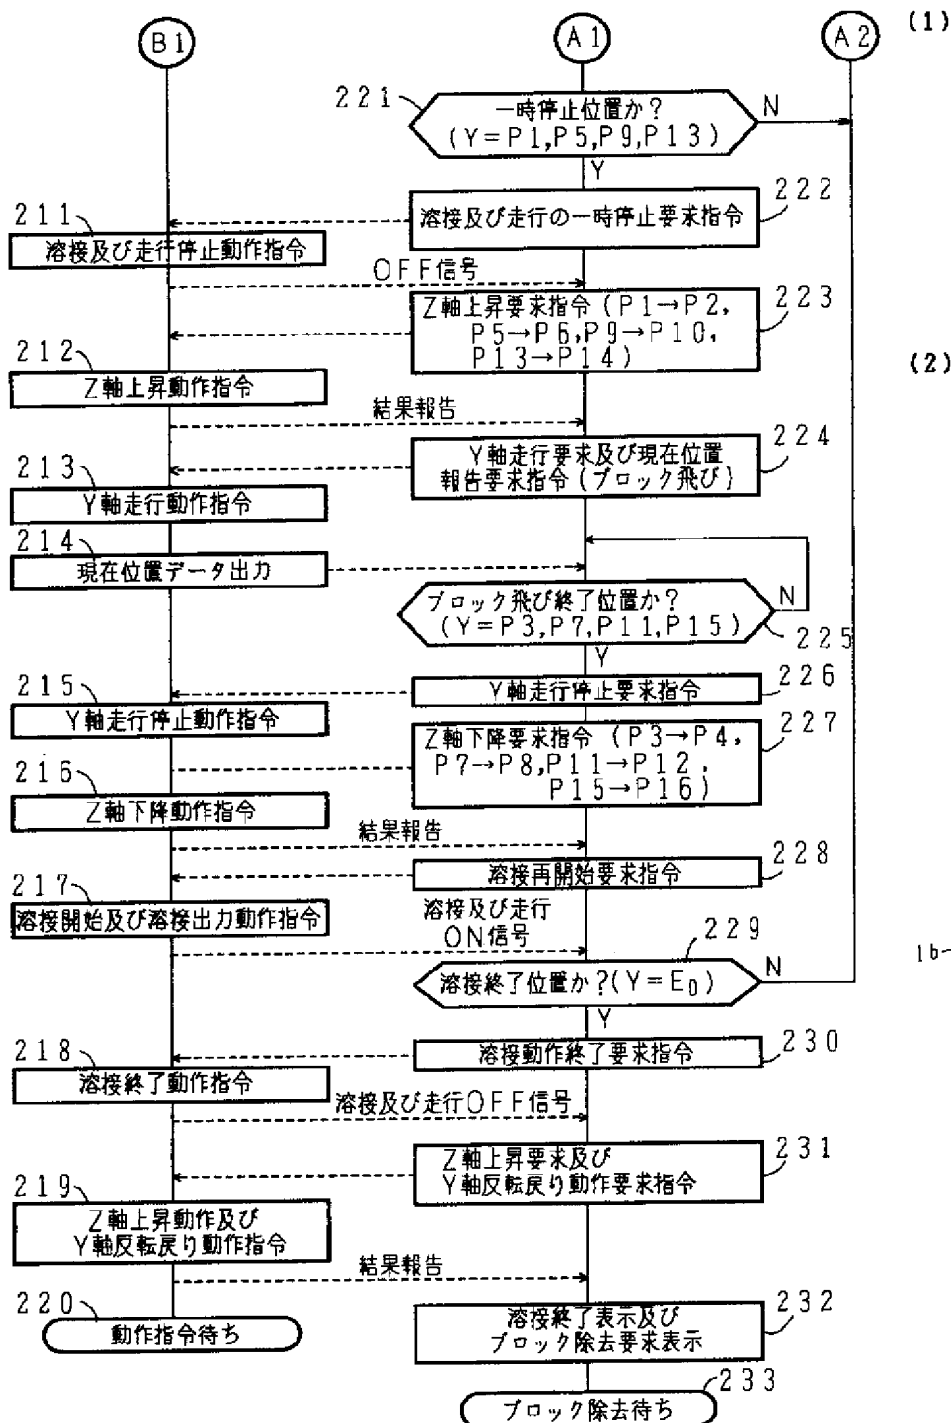 B1
A1
A2
(1)
221
一時停止位置か?
(Y=P1,P5,P9,P13)
N
Y
222
溶接及び走行の一時停止要求指令
211
溶接及び走行停止動作指令
OFF信号
223
Z軸上昇要求指令(P1→P2,
P5→P6,P9→P10,
P13→P14)
212
Z軸上昇動作指令
(2)
結果報告
224
Y軸走行要求及び現在位置
報告要求指令(ブロック飛び)
213
Y軸走行動作指令
214
現在位置データ出力
ブロック飛び終了位置か?
(Y=P3,P7,P11,P15)
N
225
Y
226
Y軸走行停止要求指令
215
Y軸走行停止動作指令
227
Z軸下降要求指令(P3→P4,
P7→P8,P11→P12,
P15→P16)
216
Z軸下降動作指令
結果報告
228
溶接再開始要求指令
217
溶接開始及び溶接出力動作指令
溶接及び走行
ON信号
229
溶接終了位置か?(Y=E0)
N
Y
1b
230
溶接動作終了要求指令
218
溶接終了動作指令
溶接及び走行OFF信号
231
Z軸上昇要求及び
Y軸反転戻り動作要求指令
219
Z軸上昇動作及び
Y軸反転戻り動作指令
結果報告
220
動作指令待ち
232
溶接終了表示及び
ブロック除去要求表示
233
ブロック除去待ち